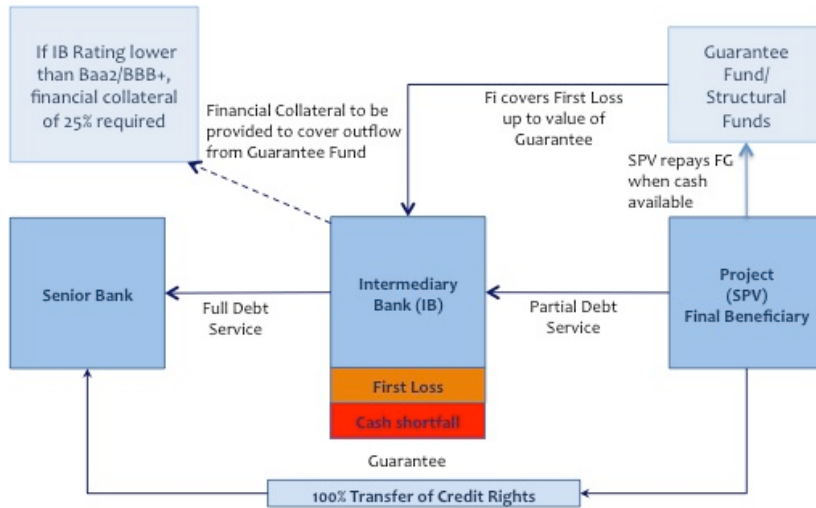 If IB Rating lower
than Baa2/BBB+,
financial collateral
of 25% required
Financial Collateral to be
provided to cover outflow
from Guarantee Fund
Fi covers First Loss
up to value of
Guarantee
Guarantee
Fund/
Structural
Funds
SPV repays FG
when cash
available
Senior Bank
Full Debt
Service
Intermediary
Bank (IB)
Partial Debt
Service
Project
(SPV)
Final Beneficiary
First Loss
Cash shortfall
Guarantee
100% Transfer of Credit Rights